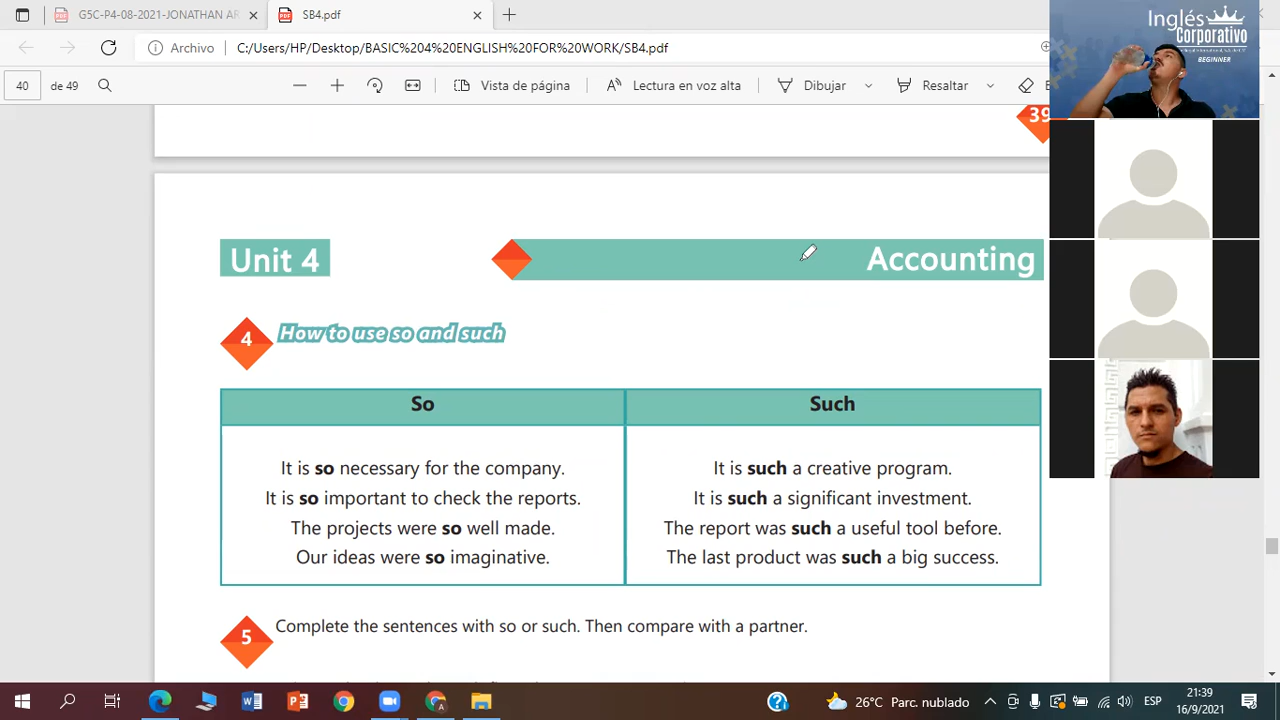 G5C-P4-08-2021-JONATHAN AR
SB4.pdf
Archivo
C:/Users/HP/Desktop/BASIC%204%20ENGLISH%20FOR%20WORK/SB4.pdf
40
de 49
Vista de página
Lectura en voz alta
Dibujar
Resaltar
Inglés
Corporativo
BEGINNER
39
Unit 4
Accounting
4
How to use so and such
So
Such
It is so necessary for the company.
It is such a creative program.
It is so important to check the reports.
It is such a significant investment.
The projects were so well made.
The report was such a useful tool before.
Our ideas were so imaginative.
The last product was such a big success.
5
Complete the sentences with so or such. Then compare with a partner.
26°C Parc. nublado
ESP
21:39
16/9/2021